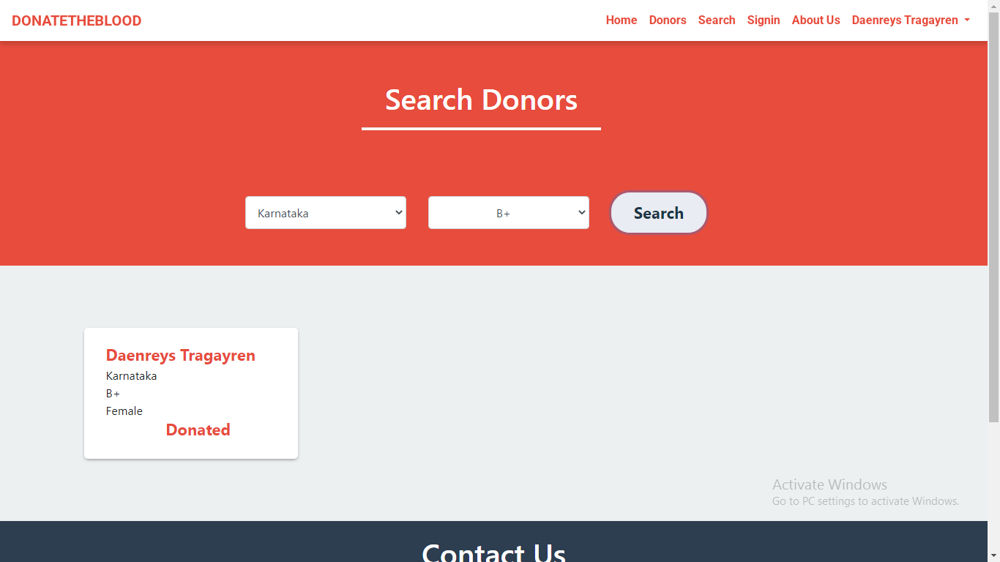 DONATETHEBLOOD
Home Donors Search Signin About Us Daenreys Tragayren
Search Donors
Karnataka B+ Search
Daenreys Tragayren
Karnataka
B+
Female
Donated
Activate Windows
Go to PC settings to activate Windows.
Contact Us